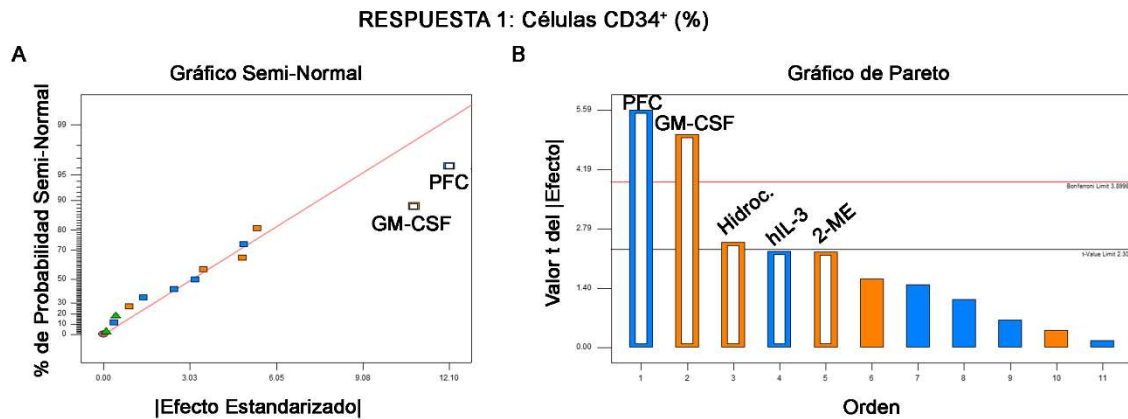 RESPUESTA 1: Células CD34⁺ (%)
A
Gráfico Semi-Normal
% de Probabilidad Semi-Normal
99
95
90
80
70
50
30
20
10
0
PFC
GM-CSF
0.00
3.03
6.05
9.08
12.10
|Efecto Estandarizado|
B
Gráfico de Pareto
Valor t del |Efecto|
5.59
4.19
2.79
1.40
0.00
PFC
GM-CSF
Hidroc.
hIL-3
2-ME
Bonferroni Limit 3.8998
t-Value Limit 2.30
1
2
3
4
5
6
7
8
9
10
11
Orden